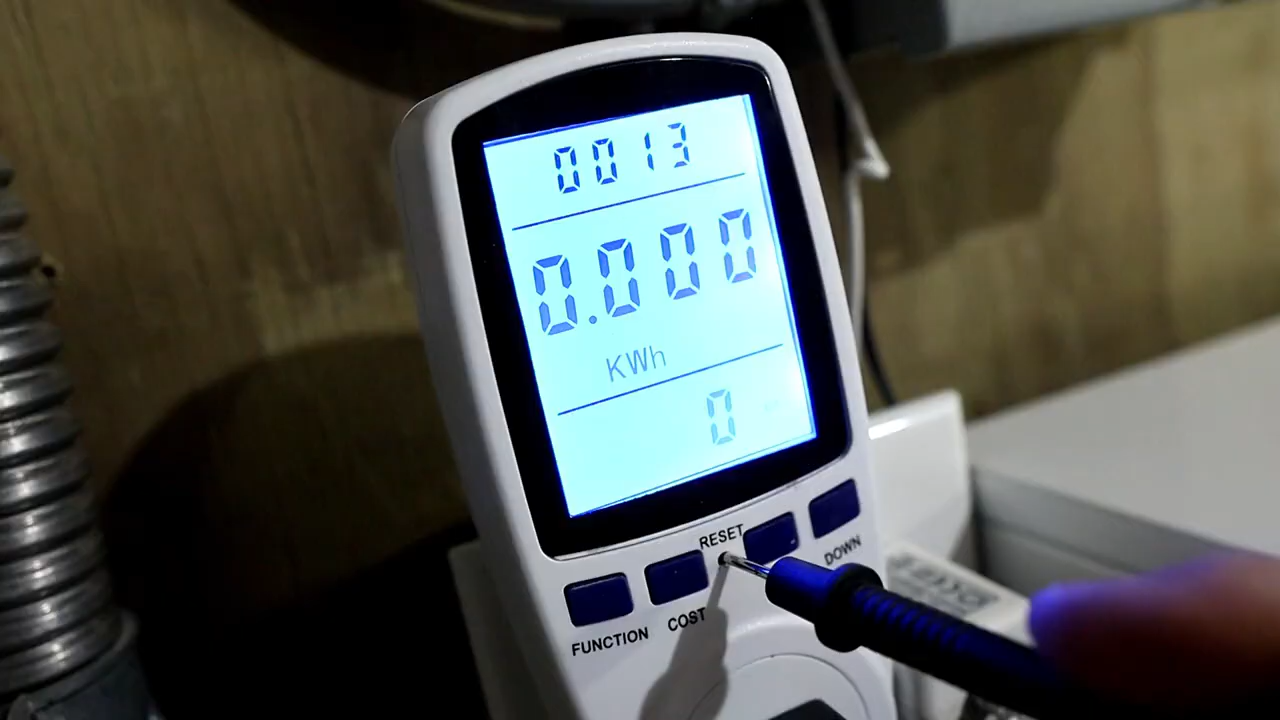 0013
0.000
KWh
0
RESET
DOWN
COST
FUNCTION